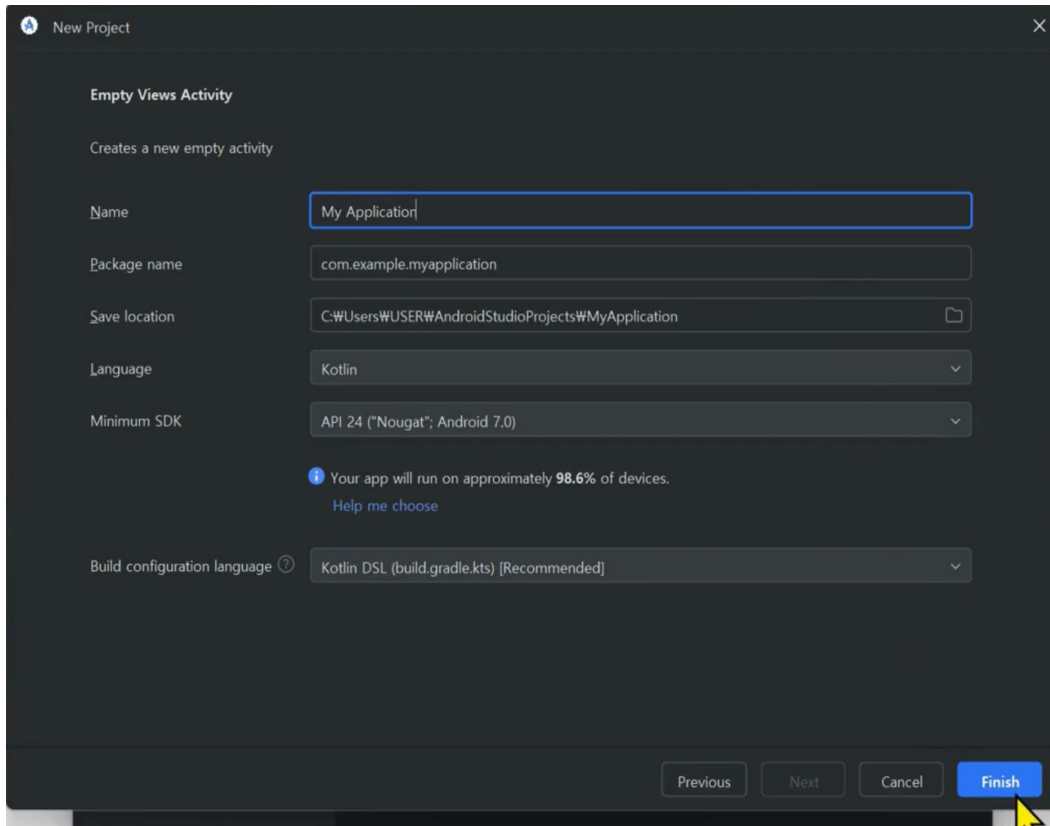 New Project
Empty Views Activity
Creates a new empty activity
Name
My Application
Package name
com.example.myapplication
Save location
C:₩Users₩USER₩AndroidStudioProjects₩MyApplication
Language
Kotlin
Minimum SDK
API 24 ("Nougat"; Android 7.0)
Your app will run on approximately 98.6% of devices.
Help me choose
Build configuration language ?
Kotlin DSL (build.gradle.kts) [Recommended]
Previous
Next
Cancel
Finish